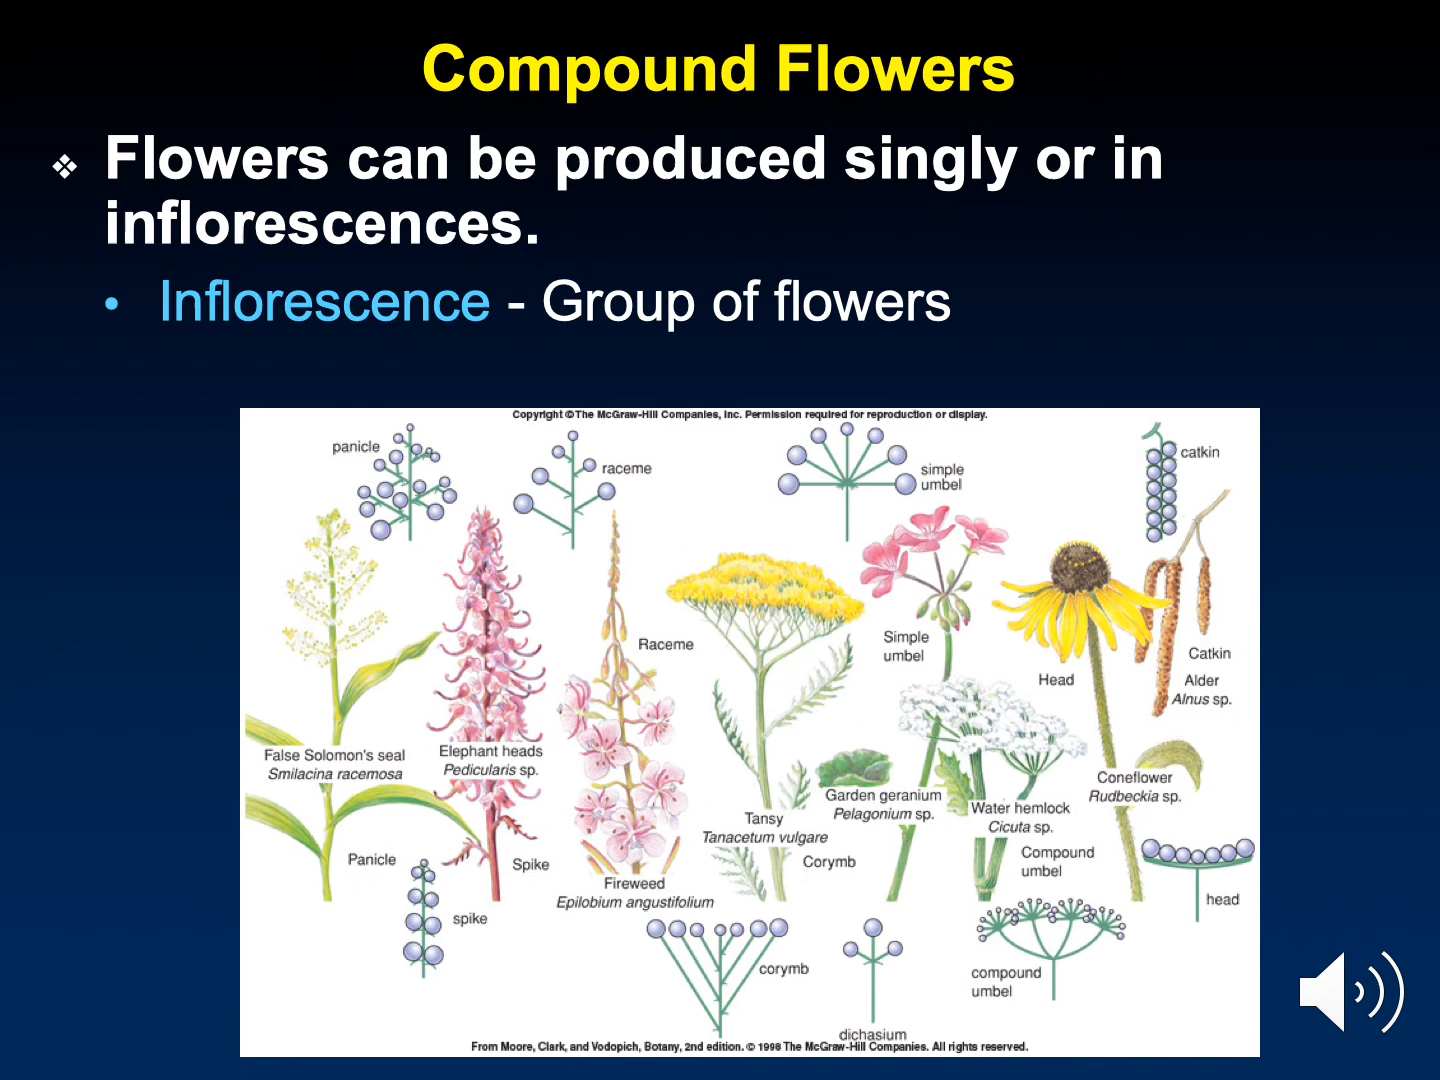 Compound Flowers
❖ Flowers can be produced singly or in
inflorescences.
• Inflorescence - Group of flowers
Copyright © The McGraw-Hill Companies, Inc. Permission required for reproduction or display.
panicle
raceme
simple
umbel
catkin
Raceme
Simple
umbel
Head
Catkin
Alder
Alnus sp.
False Solomon's seal
Smilacina racemosa
Elephant heads
Pedicularis sp.
Tansy
Tanacetum vulgare
Garden geranium
Pelagonium sp.
Water hemlock
Cicuta sp.
Coneflower
Rudbeckia sp.
Panicle
Spike
Fireweed
Epilobium angustifolium
Corymb
Compound
umbel
spike
corymb
dichasium
compound
umbel
head
From Moore, Clark, and Vodopich, Botany, 2nd edition. © 1998 The McGraw-Hill Companies. All rights reserved.